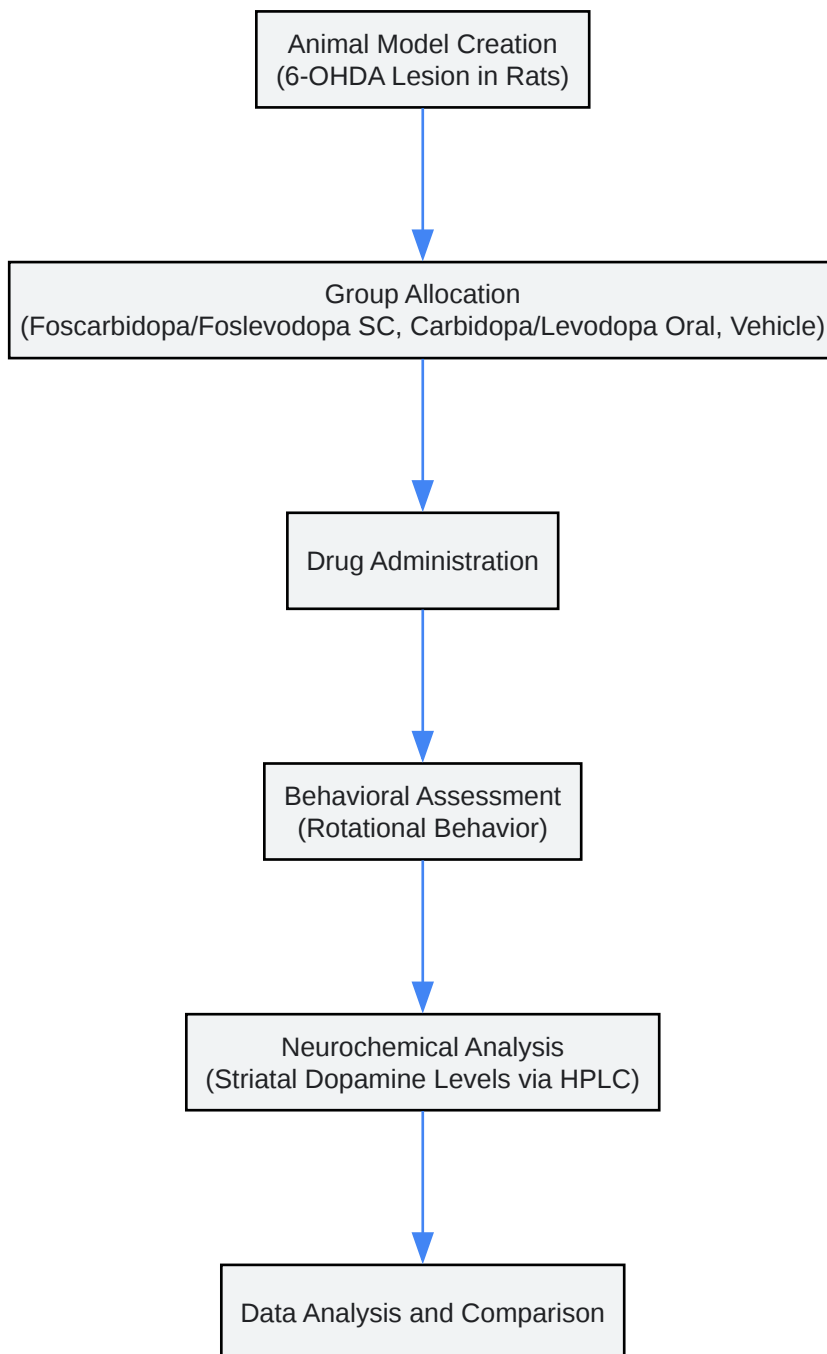 Animal Model Creation
(6-OHDA Lesion in Rats)
Group Allocation
(Foscarbidopa/Foslevodopa SC, Carbidopa/Levodopa Oral, Vehicle)
Drug Administration
Behavioral Assessment
(Rotational Behavior)
Neurochemical Analysis
(Striatal Dopamine Levels via HPLC)
Data Analysis and Comparison